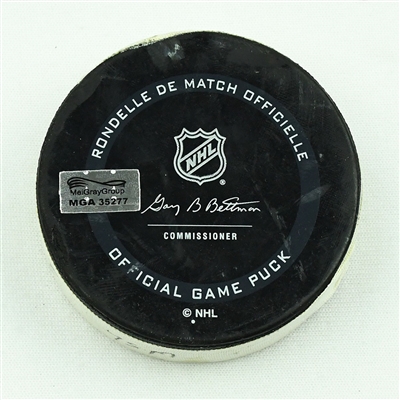 RONDELLE DE MATCH OFFICIELLE
NHL
MeiGrayGroup
MGA 35277
Gary B Bettman
COMMISSIONER
OFFICIAL GAME PUCK
© NHL